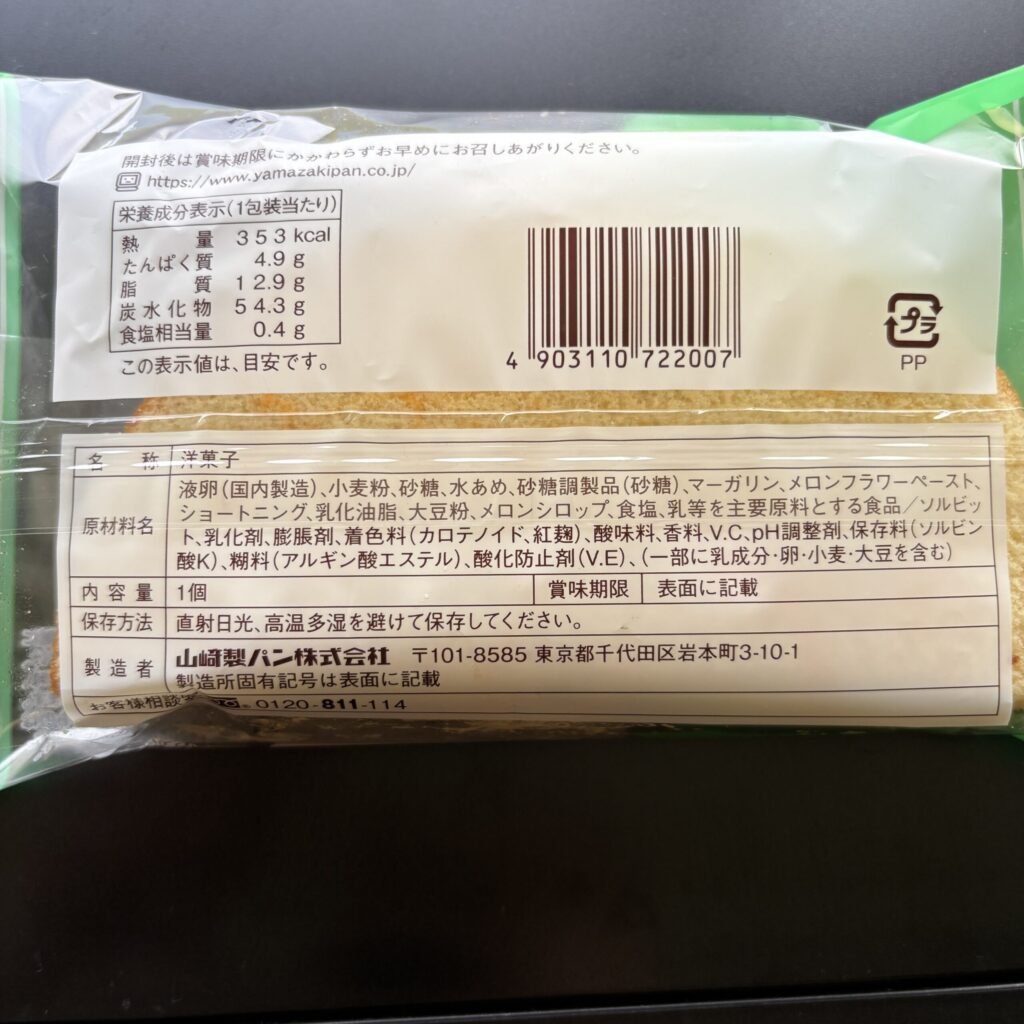 開封後は賞味期限にかかわらずお早めにお召しあがりください。
https://www.yamazakipan.co.jp/
栄養成分表示(1包装当たり)
熱量 353 kcal
たんぱく質 4.9 g
脂質 12.9 g
炭水化物 54.3 g
食塩相当量 0.4 g
この表示値は、目安です。
4 903110 722007
プラ
PP
名称 洋菓子
原材料名
液卵(国内製造)、小麦粉、砂糖、水あめ、砂糖調製品(砂糖)、マーガリン、メロンフラワーペースト、
ショートニング、乳化油脂、大豆粉、メロンシロップ、食塩、乳等を主要原料とする食品/ソルビッ
ト、乳化剤、膨脹剤、着色料(カロテノイド、紅麹)、酸味料、香料、V.C、pH調整剤、保存料(ソルビン
酸K)、糊料(アルギン酸エステル)、酸化防止剤(V.E)、(一部に乳成分・卵・小麦・大豆を含む)
内容量 1個 賞味期限 表面に記載
保存方法 直射日光、高温多湿を避けて保存してください。
製造者 山崎製パン株式会社 〒101-8585 東京都千代田区岩本町3-10-1
製造所固有記号は表面に記載
お客様相談室 0120-811-114